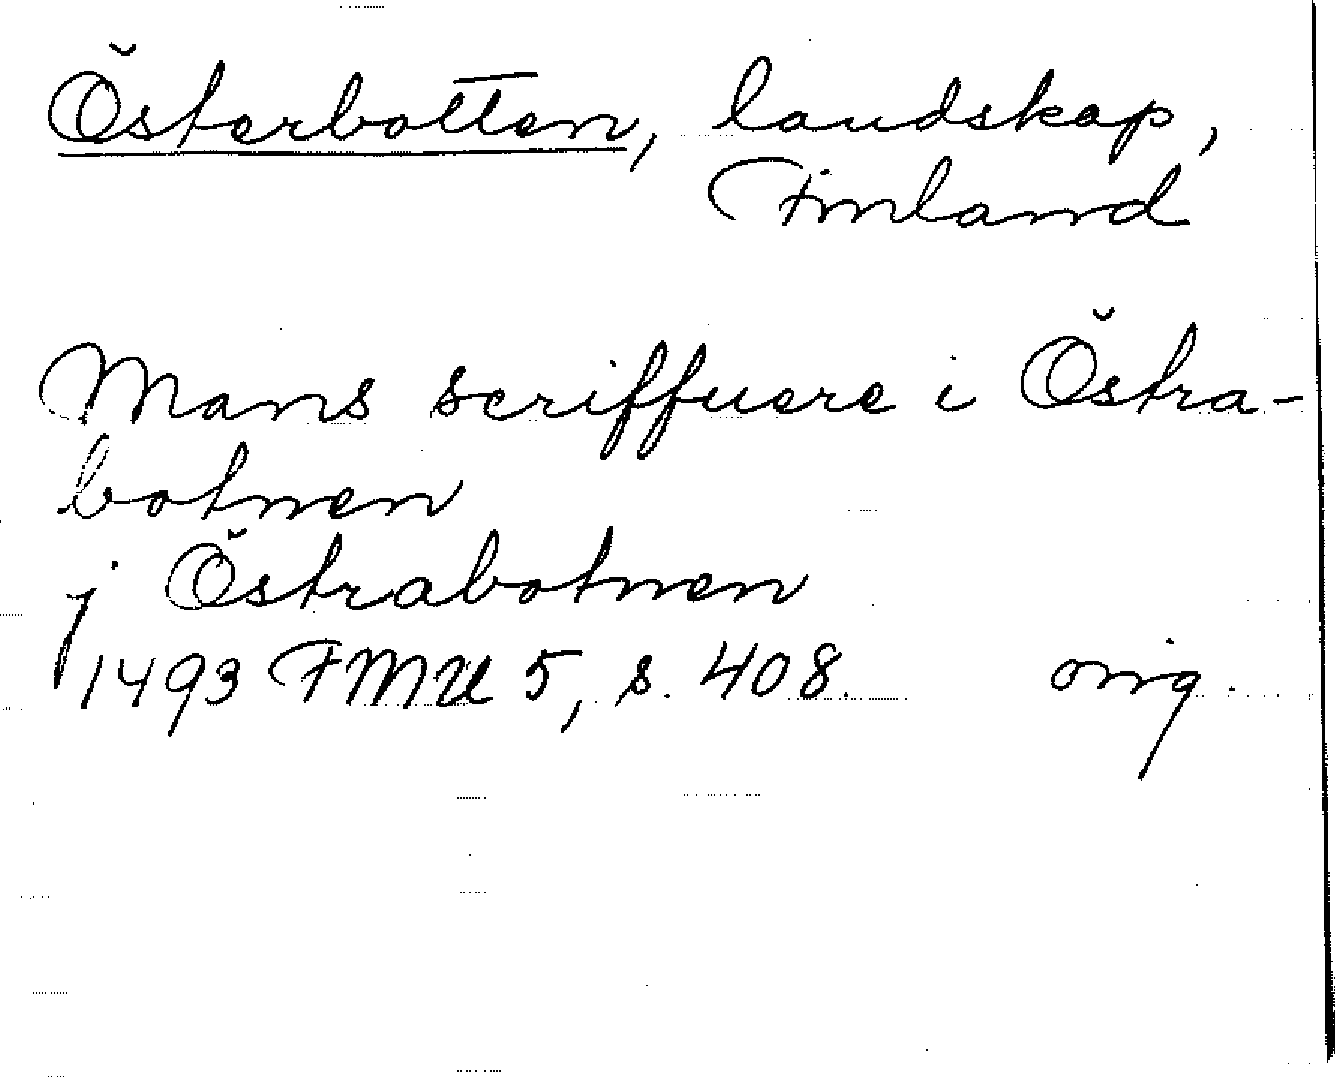 Österbotten, landskap,
Finland
Mans scriffuere i Östra-
botnen
j Östrabotnen
1493 FMU 5, s. 408. orig.